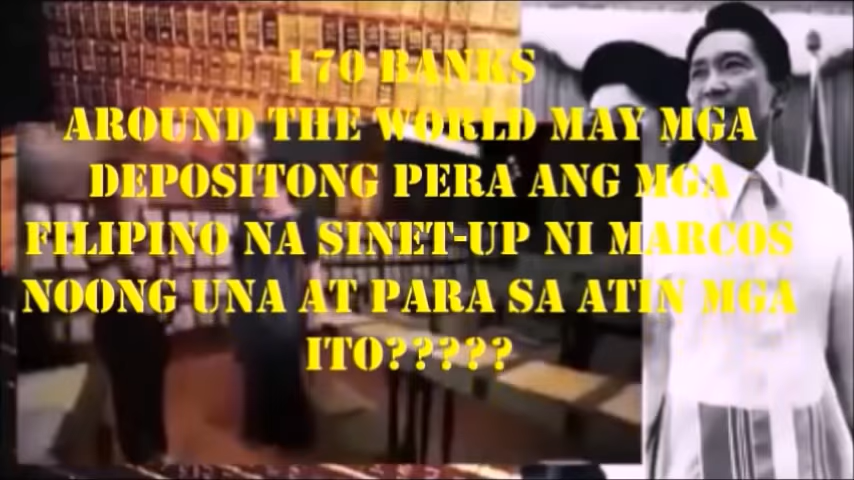 170 BANKS
AROUND THE WORLD MAY MGA
DEPOSITONG PERA ANG MGA
FILIPINO NA SINET-UP NI MARCOS
NOONG UNA AT PARA SA ATIN MGA
ITO?????